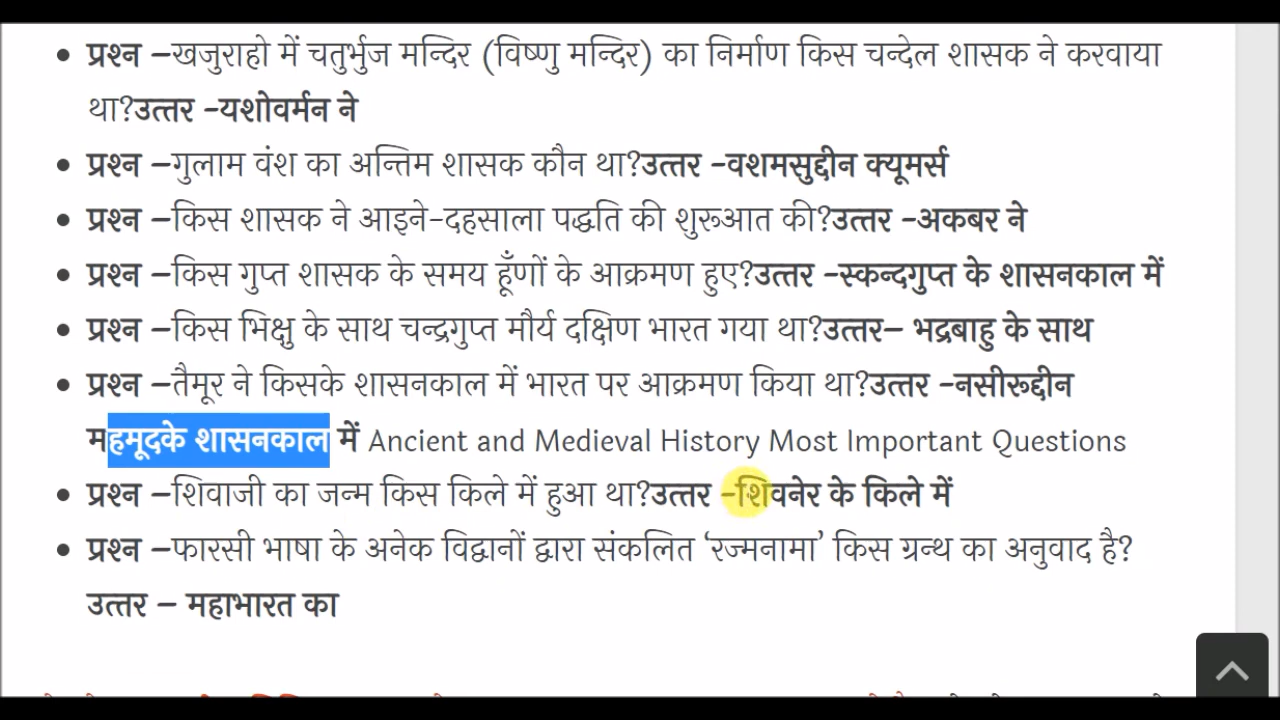 प्रश्न –खजुराहो में चतुर्भुज मन्दिर (विष्णु मन्दिर) का निर्माण किस चन्देल शासक ने करवाया
था?उत्तर -यशोवर्मन ने
प्रश्न –गुलाम वंश का अन्तिम शासक कौन था?उत्तर -वशमसुद्दीन क्यूमर्स
प्रश्न –किस शासक ने आइने-दहसाला पद्धति की शुरूआत की?उत्तर -अकबर ने
प्रश्न –किस गुप्त शासक के समय हूँणों के आक्रमण हुए?उत्तर -स्कन्दगुप्त के शासनकाल में
प्रश्न –किस भिक्षु के साथ चन्द्रगुप्त मौर्य दक्षिण भारत गया था?उत्तर– भद्रबाहु के साथ
प्रश्न –तैमूर ने किसके शासनकाल में भारत पर आक्रमण किया था?उत्तर -नसीरूद्दीन
महमूदके शासनकाल में Ancient and Medieval History Most Important Questions
प्रश्न –शिवाजी का जन्म किस किले में हुआ था?उत्तर -शिवनेर के किले में
प्रश्न –फारसी भाषा के अनेक विद्वानों द्वारा संकलित ‘रज्मनामा’ किस ग्रन्थ का अनुवाद है?
उत्तर – महाभारत का